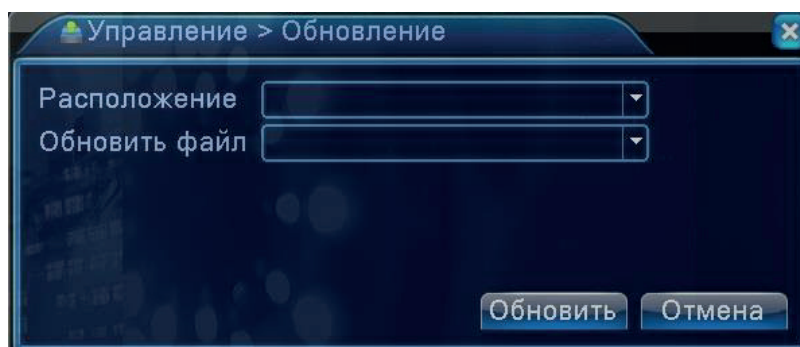 Управление > Обновление
Расположение
Обновить файл
Обновить Отмена